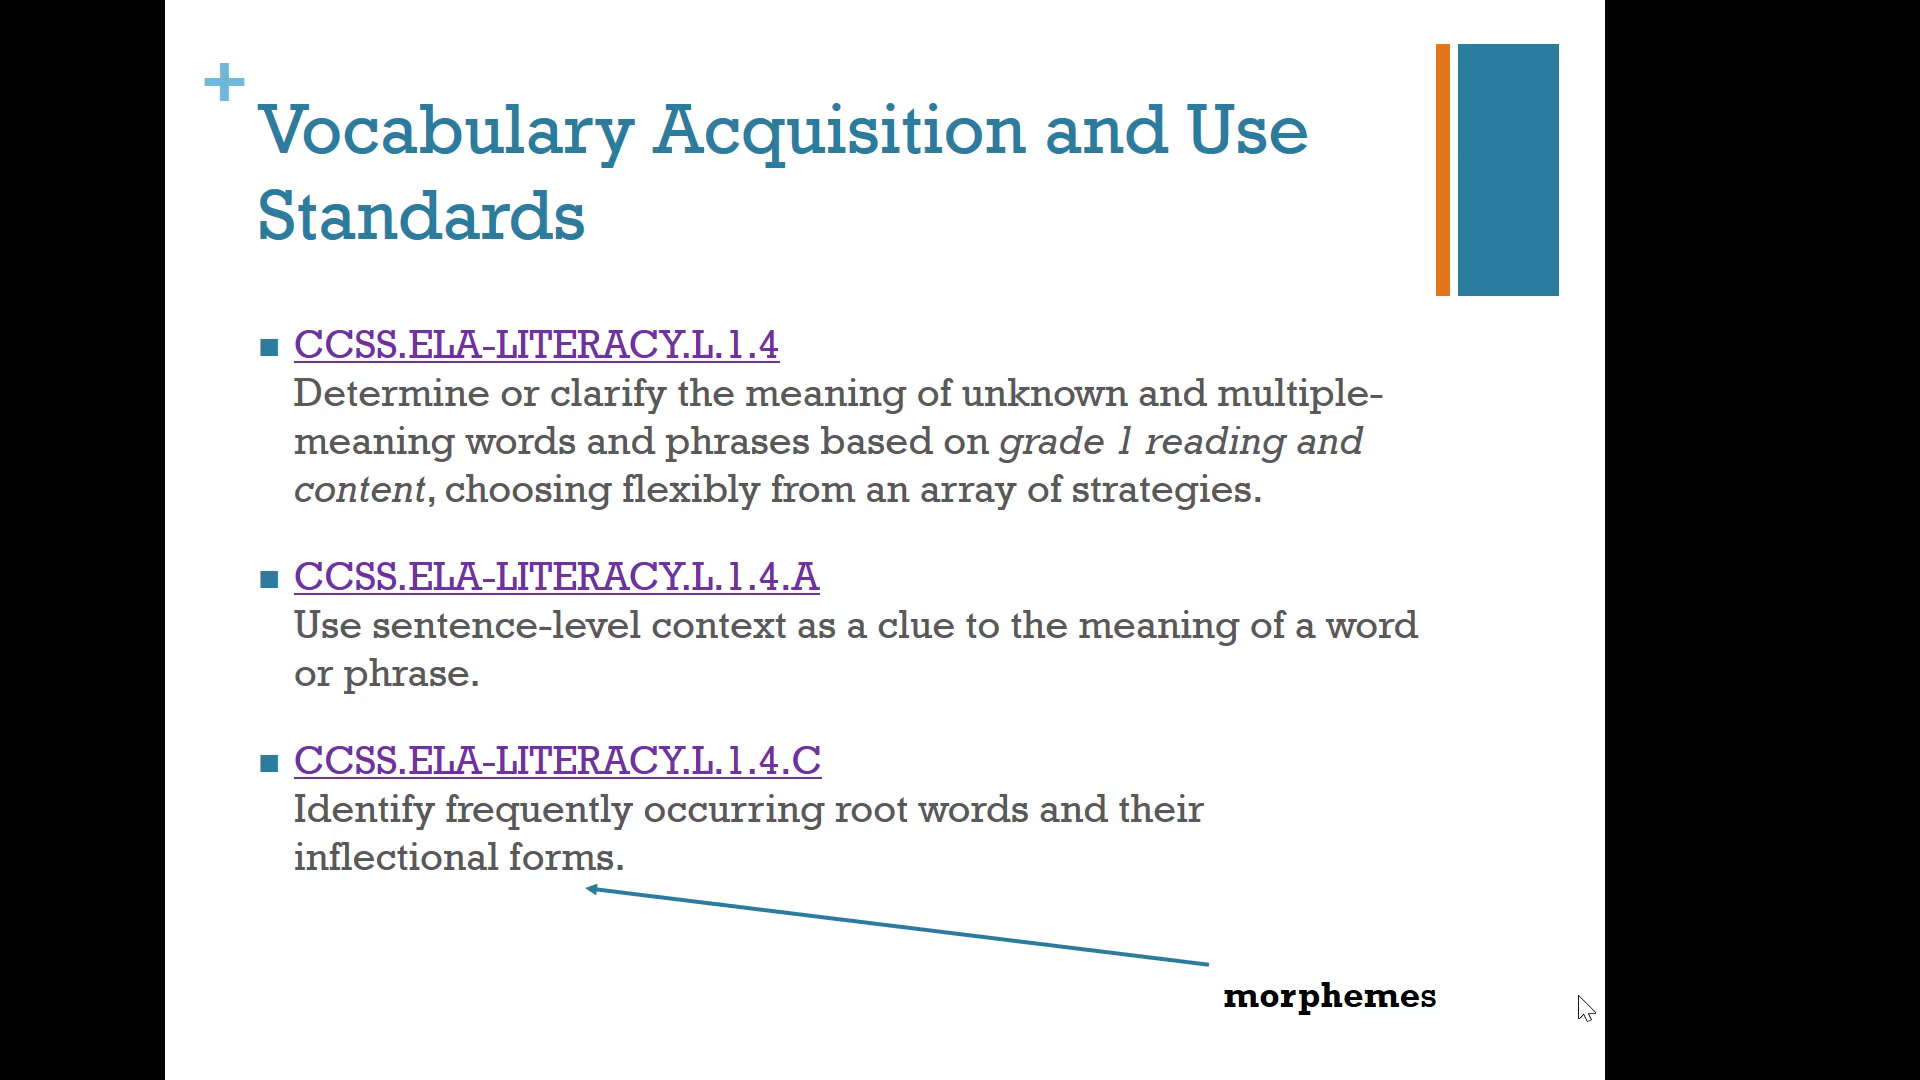 +
Vocabulary Acquisition and Use
Standards
CCSS.ELA-LITERACY.L.1.4
Determine or clarify the meaning of unknown and multiple-
meaning words and phrases based on grade 1 reading and
content, choosing flexibly from an array of strategies.
CCSS.ELA-LITERACY.L.1.4.A
Use sentence-level context as a clue to the meaning of a word
or phrase.
CCSS.ELA-LITERACY.L.1.4.C
Identify frequently occurring root words and their
inflectional forms.
morphemes